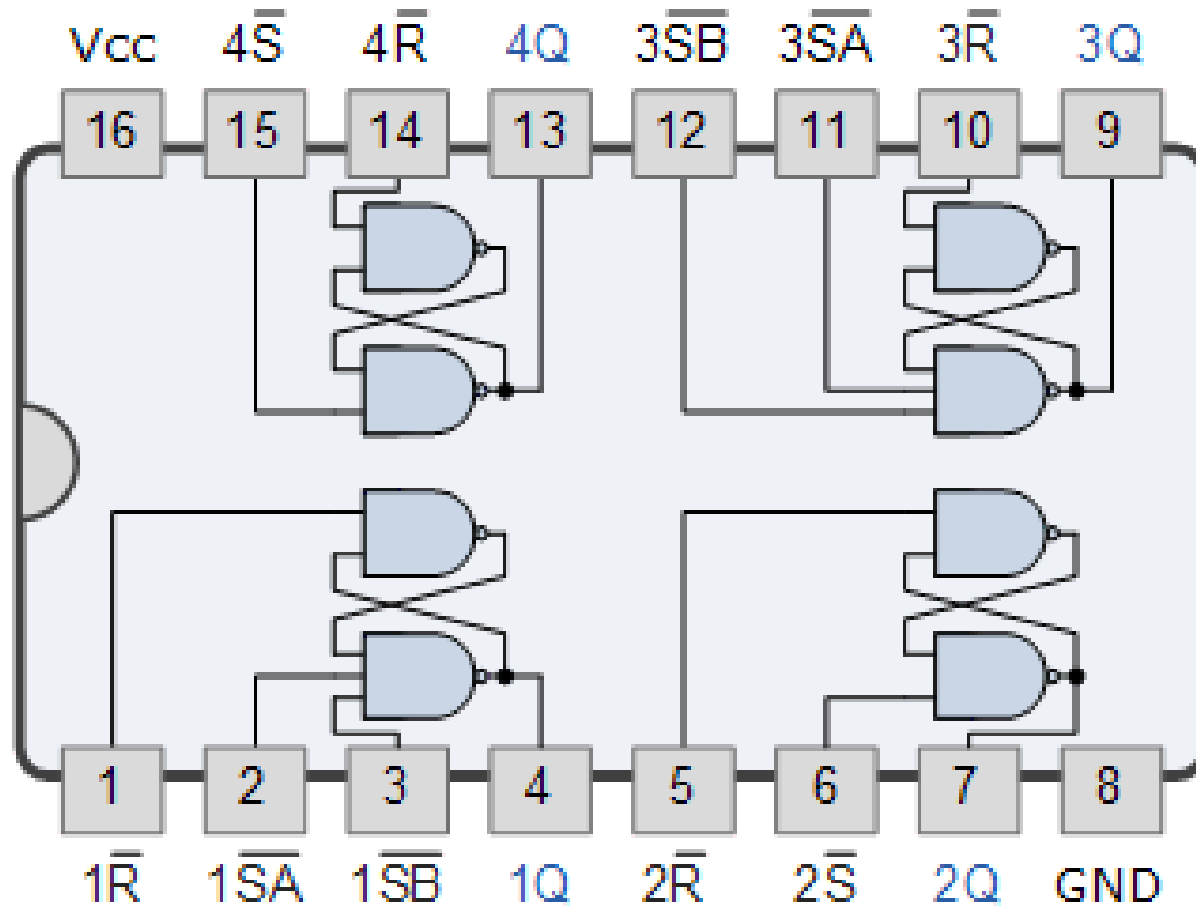 Vcc 4S̅ 4R̅ 4Q 3S̅B̅ 3S̅A̅ 3R̅ 3Q
16 15 14 13 12 11 10 9
1 2 3 4 5 6 7 8
1R̅ 1S̅A̅ 1S̅B̅ 1Q 2R̅ 2S̅ 2Q GND